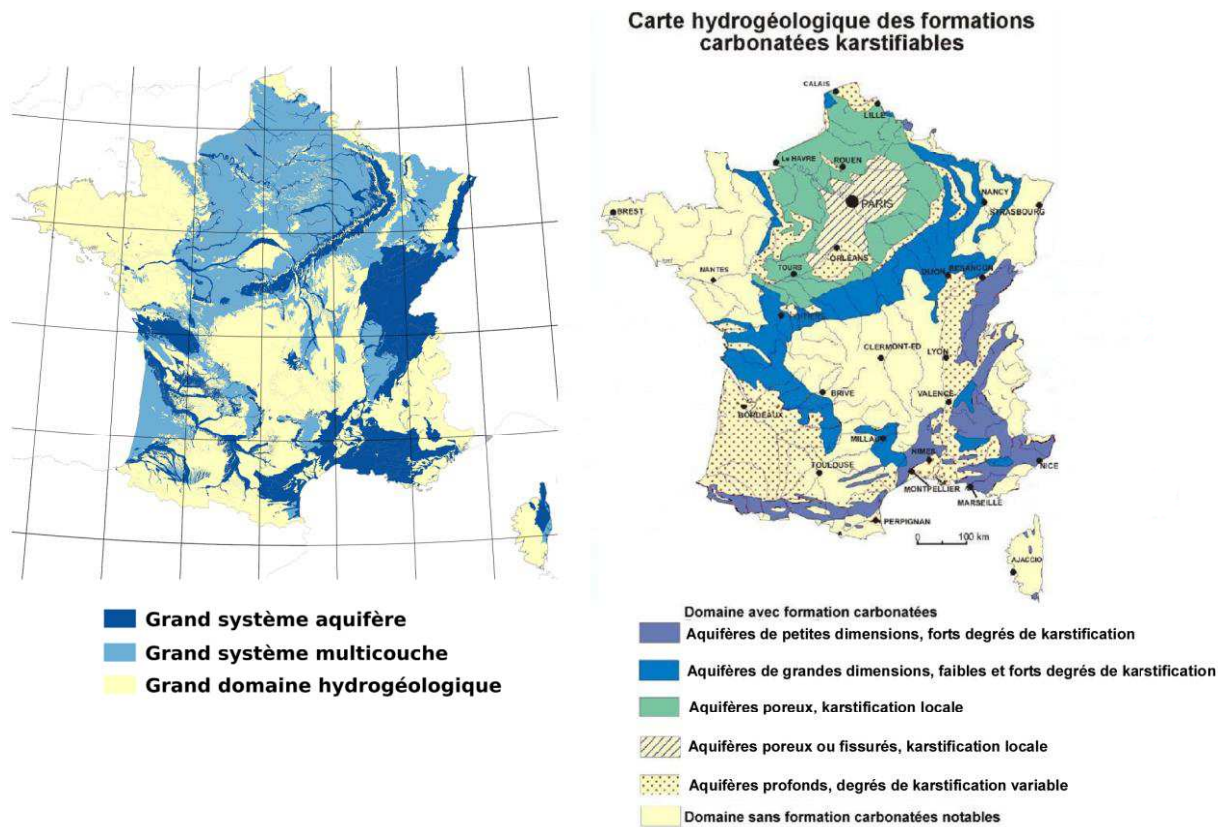 Carte hydrogéologique des formations
carbonatées karstifiables
CALAIS
LILLE
Le HAVRE
ROUEN
PARIS
NANCY
STRASBOURG
BREST
ORLÉANS
NANTES
TOURS
DIJON
BESANCON
CLERMONT-FD
LYON
BRIVE
VALENCE
BORDEAUX
MILLAU
TOULOUSE
NIMES
NICE
MONTPELLIER
MARSEILLE
PERPIGNAN
0 100 km
AJACCIO
Grand système aquifère
Grand système multicouche
Grand domaine hydrogéologique
Domaine avec formation carbonatées
Aquifères de petites dimensions, forts degrés de karstification
Aquifères de grandes dimensions, faibles et forts degrés de karstification
Aquifères poreux, karstification locale
Aquifères poreux ou fissurés, karstification locale
Aquifères profonds, degrés de karstification variable
Domaine sans formation carbonatées notables